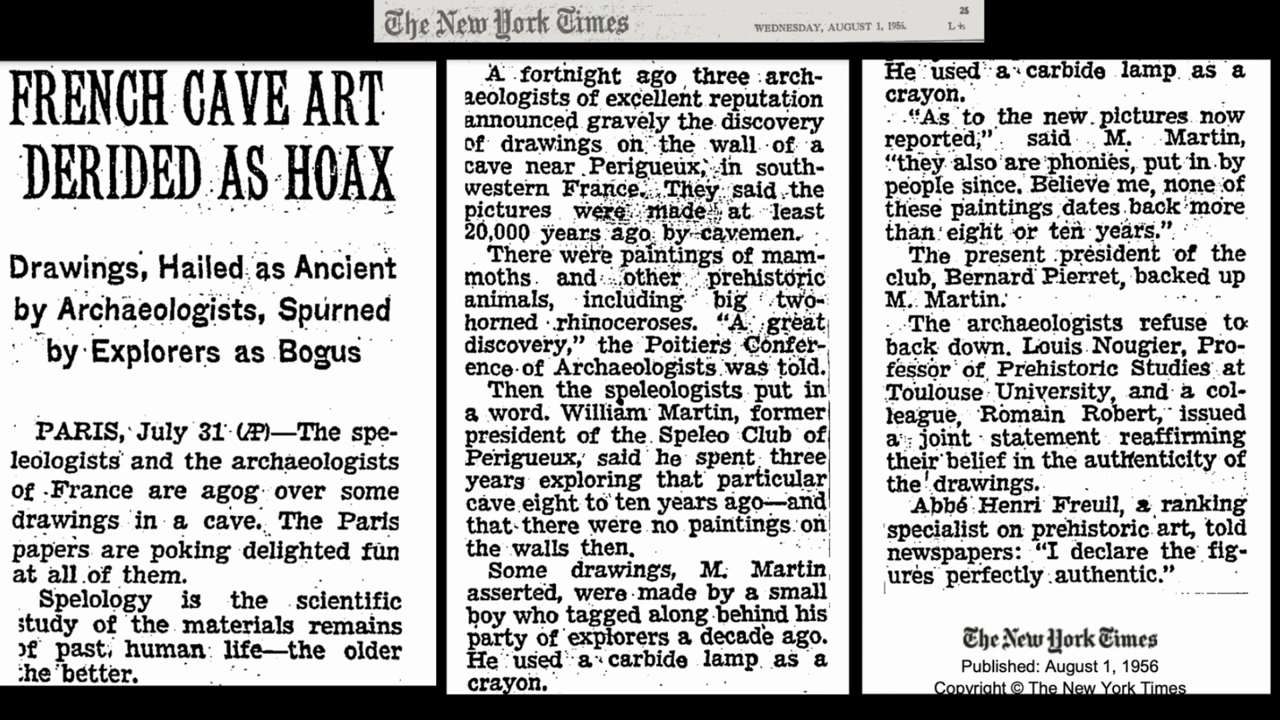 The New York Times
WEDNESDAY, AUGUST 1, 1956.
25
L+
FRENCH CAVE ART
DERIDED AS HOAX
Drawings, Hailed as Ancient
by Archaeologists, Spurned
by Explorers as Bogus
PARIS, July 31 (AP)—The spe-
leologists and the archaeologists
of France are agog over some
drawings in a cave. The Paris
papers are poking delighted fun
at all of them.
Spelology is the scientific
study of the materials remains
of past human life—the older
the better.
A fortnight ago three arch-
aeologists of excellent reputation
announced gravely the discovery
of drawings on the wall of a
cave near Perigueux, in south-
western France. They said the
pictures were made at least
20,000 years ago by cavemen.
There were paintings of mam-
moths and other prehistoric
animals, including big two-
horned rhinoceroses. “A great
discovery,” the Poitiers Confer-
ence of Archaeologists was told.
Then the speleologists put in
a word. William Martin, former
president of the Speleo Club of
Perigueux, said he spent three
years exploring that particular
cave eight to ten years ago—and
that there were no paintings on
the walls then.
Some drawings, M. Martin
asserted, were made by a small
boy who tagged along behind his
party of explorers a decade ago.
He used a carbide lamp as a
crayon.
He used a carbide lamp as a
crayon.
“As to the new pictures now
reported,” said M. Martin,
“they also are phonies, put in by
people since. Believe me, none of
these paintings dates back more
than eight or ten years.”
The present president of the
club, Bernard Pierret, backed up
M. Martin.
The archaeologists refuse to
back down. Louis Nougier, Pro-
fessor of Prehistoric Studies at
Toulouse University, and a col-
league, Romain Robert, issued
a joint statement reaffirming
their belief in the authenticity of
the drawings.
Abbé Henri Freuil, a ranking
specialist on prehistoric art, told
newspapers: “I declare the fig-
ures perfectly authentic.”
The New York Times
Published: August 1, 1956
Copyright © The New York Times